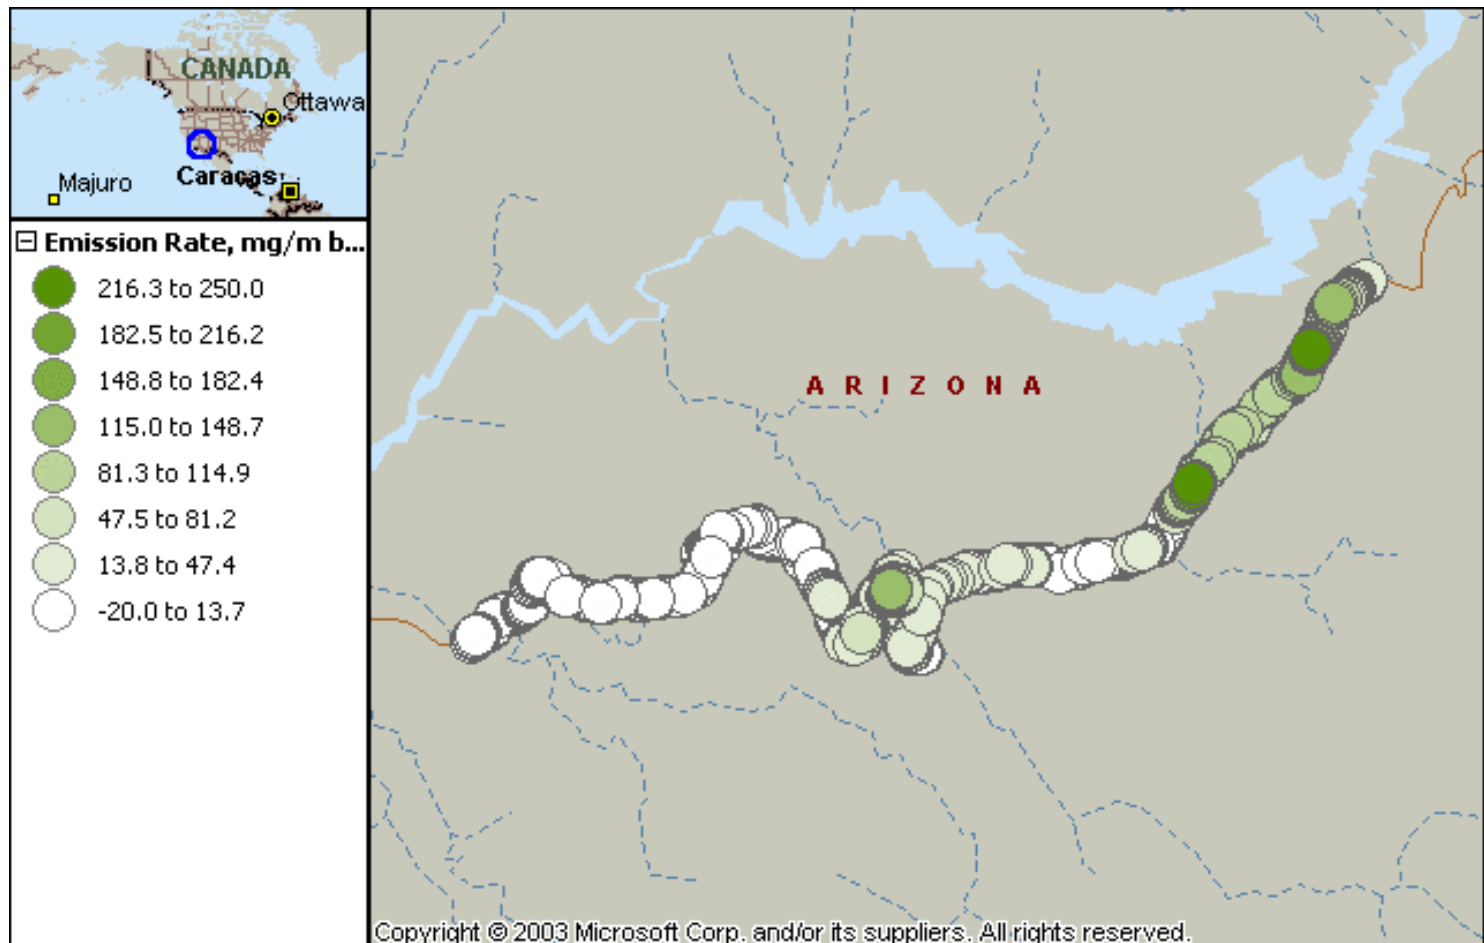 CANADA
Ottawa
Majuro
Caracas
Emission Rate, mg/m b...
216.3 to 250.0
182.5 to 216.2
148.8 to 182.4
115.0 to 148.7
81.3 to 114.9
47.5 to 81.2
13.8 to 47.4
-20.0 to 13.7
ARIZONA
Copyright © 2003 Microsoft Corp. and/or its suppliers. All rights reserved.